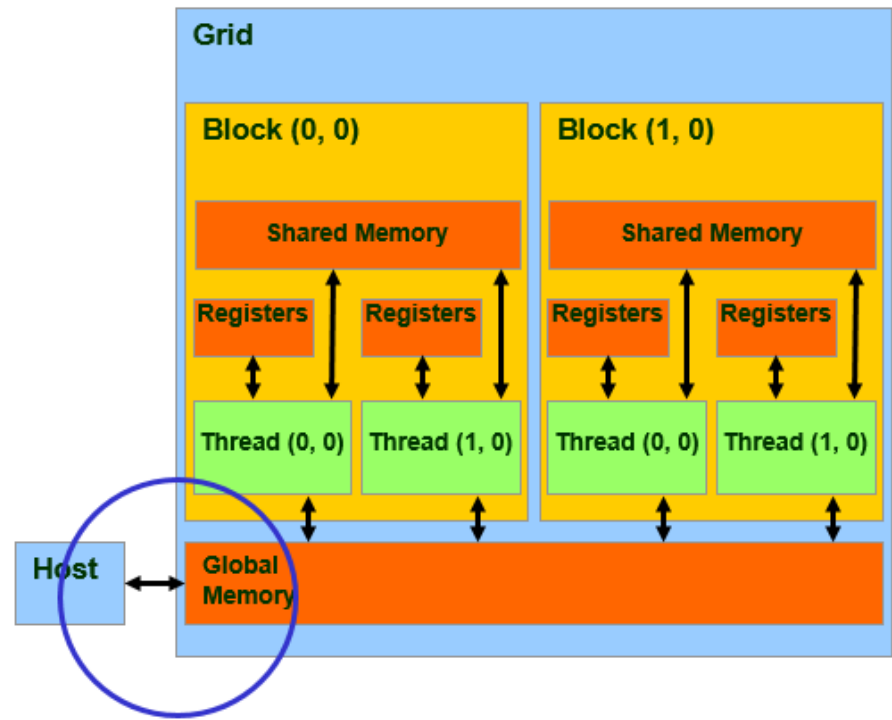 Grid
Block (0, 0)
Block (1, 0)
Shared Memory
Shared Memory
Registers
Registers
Registers
Registers
Thread (0, 0)
Thread (1, 0)
Thread (0, 0)
Thread (1, 0)
Host
Global
Memory